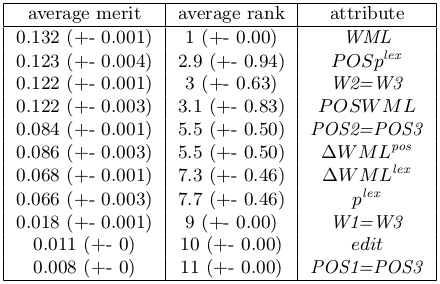 average merit average rank attribute
0.132 (+- 0.001) 1 (+- 0.00) WML
0.123 (+- 0.004) 2.9 (+- 0.94) POSp^lex
0.122 (+- 0.001) 3 (+- 0.63) W2=W3
0.122 (+- 0.003) 3.1 (+- 0.83) POSWML
0.084 (+- 0.001) 5.5 (+- 0.50) POS2=POS3
0.086 (+- 0.003) 5.5 (+- 0.50) ΔWML^pos
0.068 (+- 0.001) 7.3 (+- 0.46) ΔWML^lex
0.066 (+- 0.003) 7.7 (+- 0.46) p^lex
0.018 (+- 0.001) 9 (+- 0.00) W1=W3
0.011 (+- 0) 10 (+- 0.00) edit
0.008 (+- 0) 11 (+- 0.00) POS1=POS3